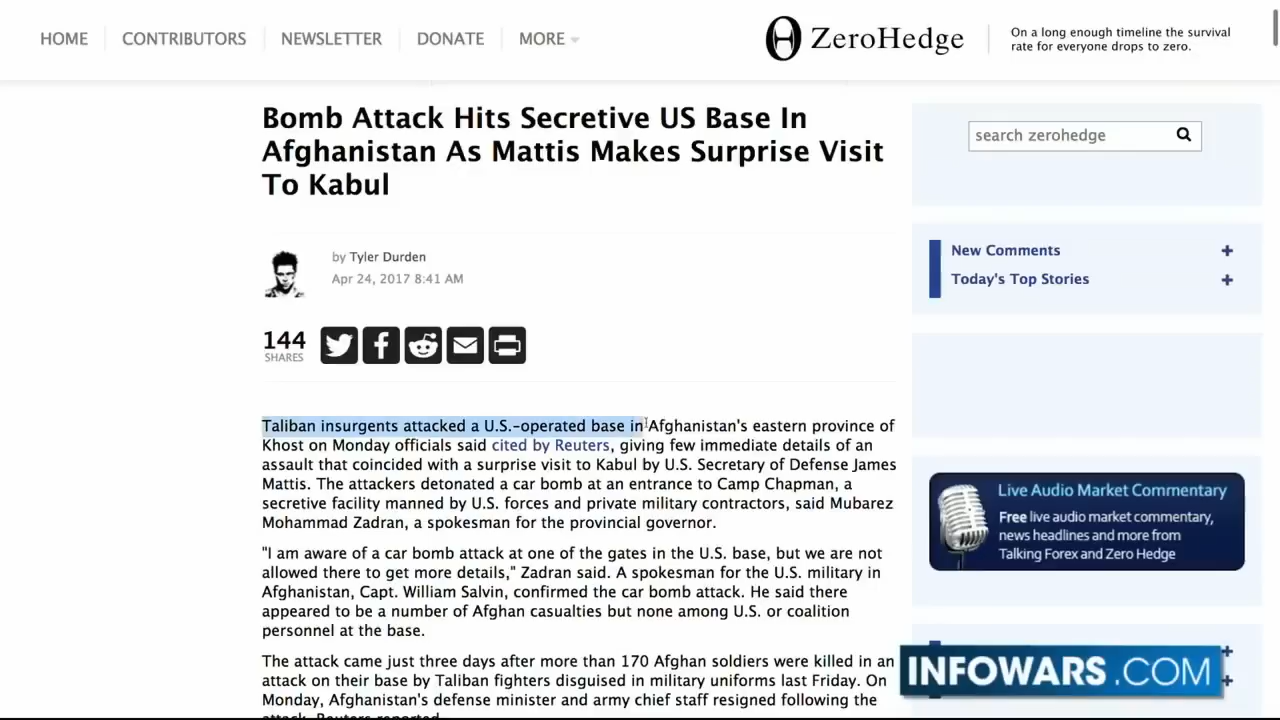 HOME
CONTRIBUTORS
NEWSLETTER
DONATE
MORE
ZeroHedge
On a long enough timeline the survival
rate for everyone drops to zero.
Bomb Attack Hits Secretive US Base In
Afghanistan As Mattis Makes Surprise Visit
To Kabul
search zerohedge
by Tyler Durden
Apr 24, 2017 8:41 AM
New Comments +
Today's Top Stories +
144
SHARES
Taliban insurgents attacked a U.S.-operated base in Afghanistan's eastern province of
Khost on Monday officials said cited by Reuters, giving few immediate details of an
assault that coincided with a surprise visit to Kabul by U.S. Secretary of Defense James
Mattis. The attackers detonated a car bomb at an entrance to Camp Chapman, a
secretive facility manned by U.S. forces and private military contractors, said Mubarez
Mohammad Zadran, a spokesman for the provincial governor.
"I am aware of a car bomb attack at one of the gates in the U.S. base, but we are not
allowed there to get more details," Zadran said. A spokesman for the U.S. military in
Afghanistan, Capt. William Salvin, confirmed the car bomb attack. He said there
appeared to be a number of Afghan casualties but none among U.S. or coalition
personnel at the base.
The attack came just three days after more than 170 Afghan soldiers were killed in an
attack on their base by Taliban fighters disguised in military uniforms last Friday. On
Monday, Afghanistan's defense minister and army chief staff resigned following the
attack, Reuters reported.
Live Audio Market Commentary
Free live audio market commentary,
news headlines and more from
Talking Forex and Zero Hedge
INFOWARS.COM